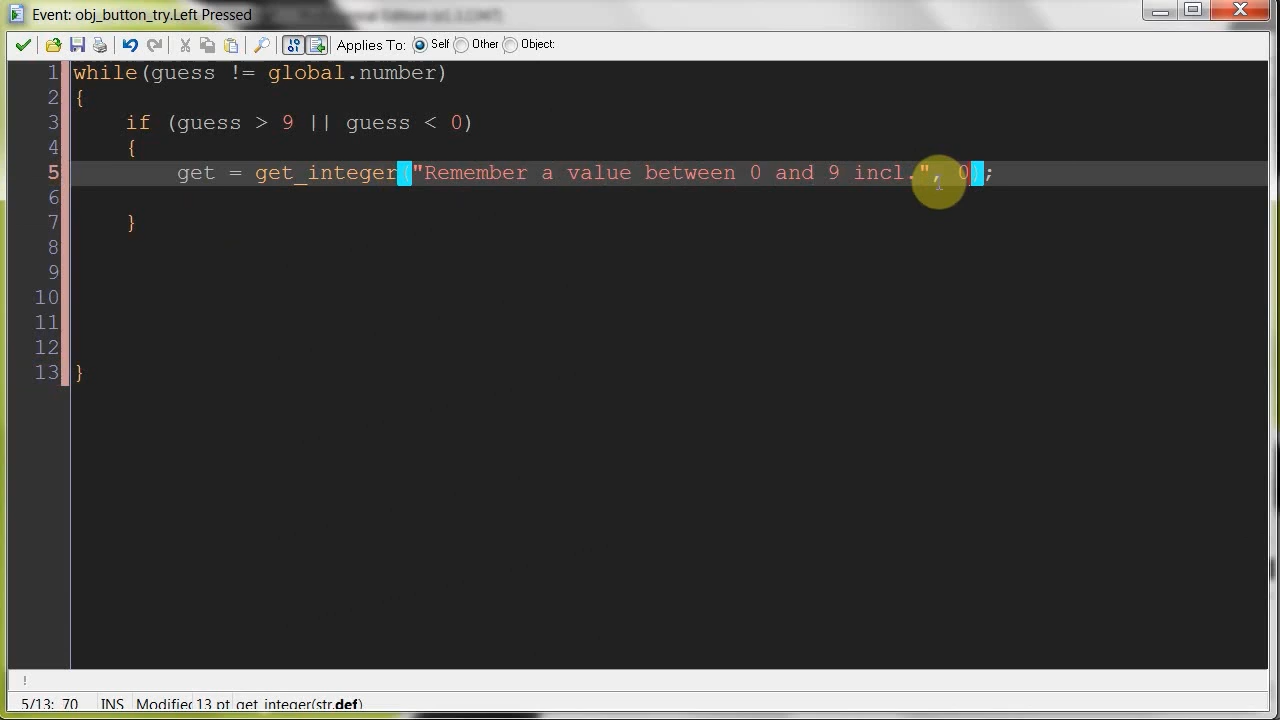 Event: obj_button_try.Left Pressed
Applies To: Self Other Object:
1 while(guess != global.number)
2 {
3 if (guess > 9 || guess < 0)
4 {
5 get = get_integer("Remember a value between 0 and 9 incl.", 0);
6
7 }
8
9
10
11
12
13 }
!
5/13: 70 INS Modified 13 pt get_integer(str,def)